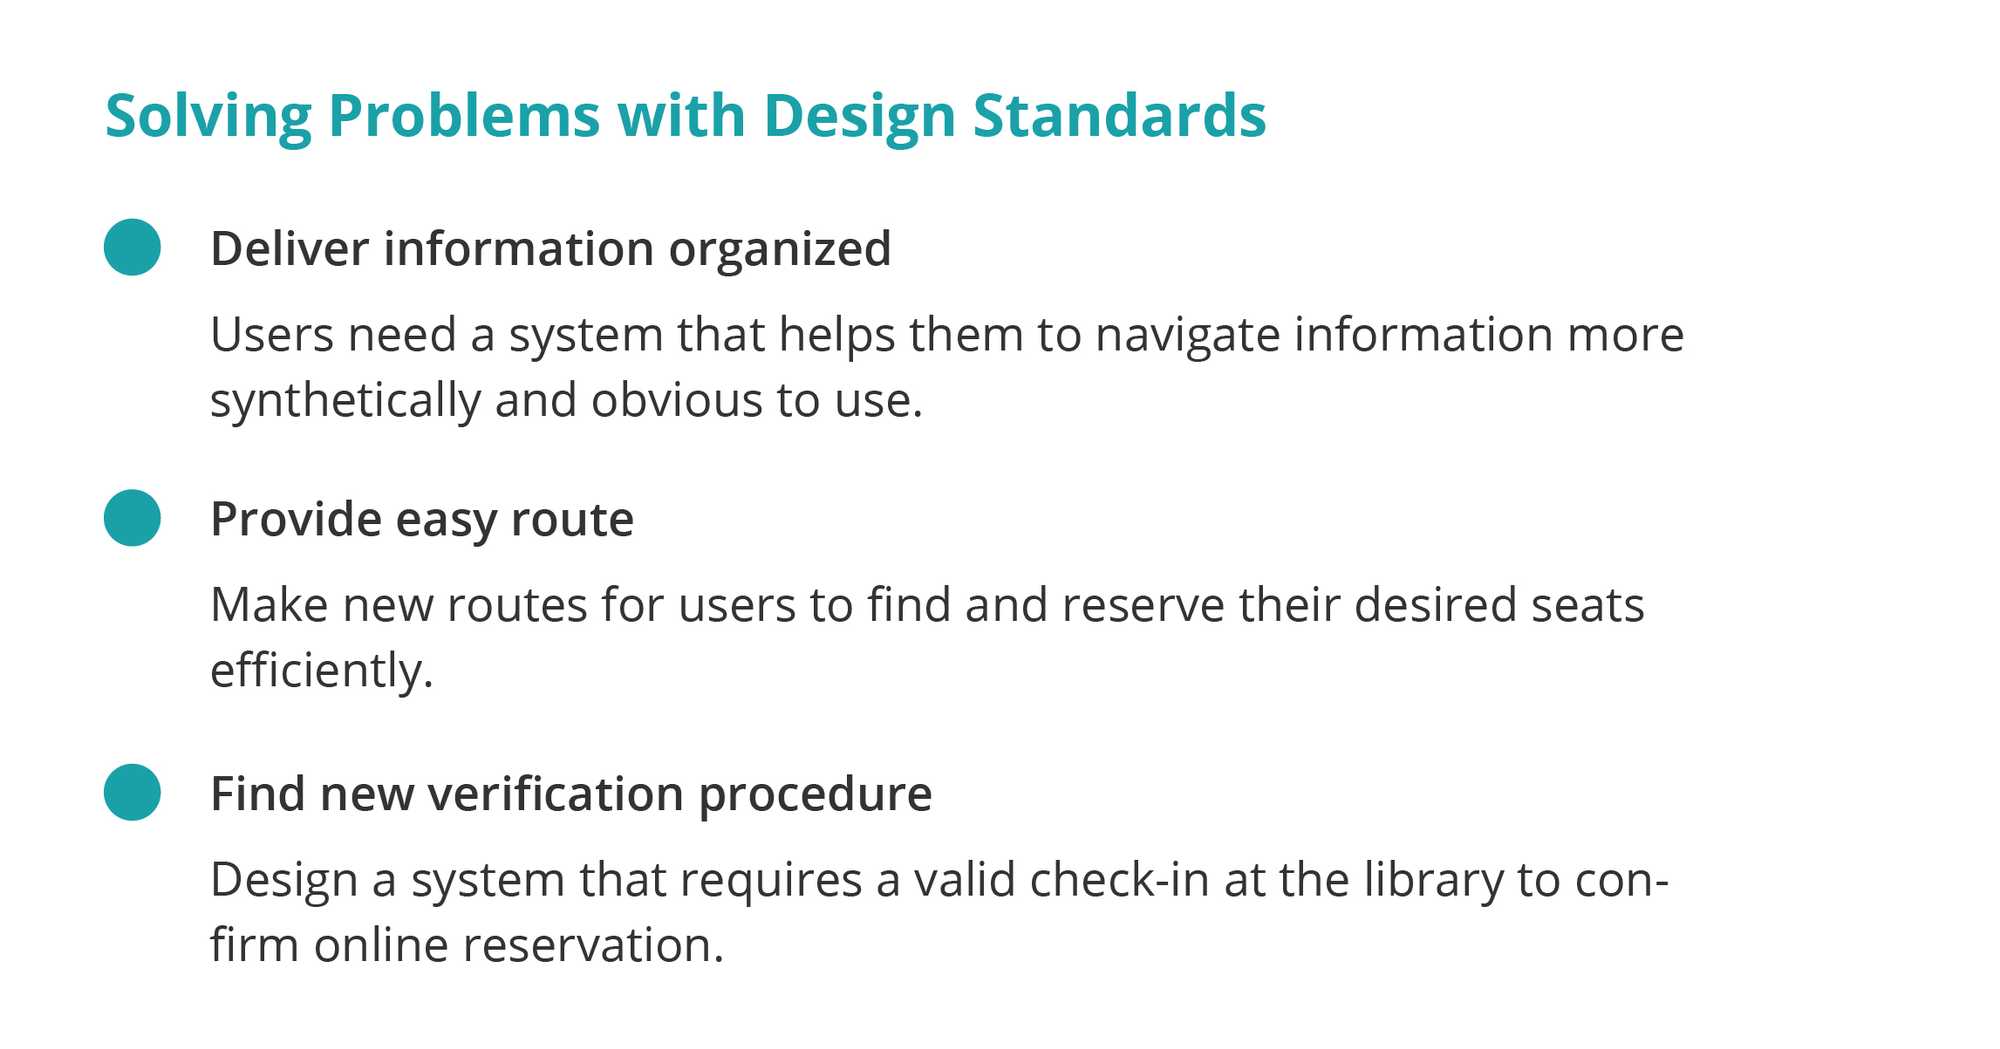 Solving Problems with Design Standards
Deliver information organized
Users need a system that helps them to navigate information more
synthetically and obvious to use.
Provide easy route
Make new routes for users to find and reserve their desired seats
efficiently.
Find new verification procedure
Design a system that requires a valid check-in at the library to con-
firm online reservation.